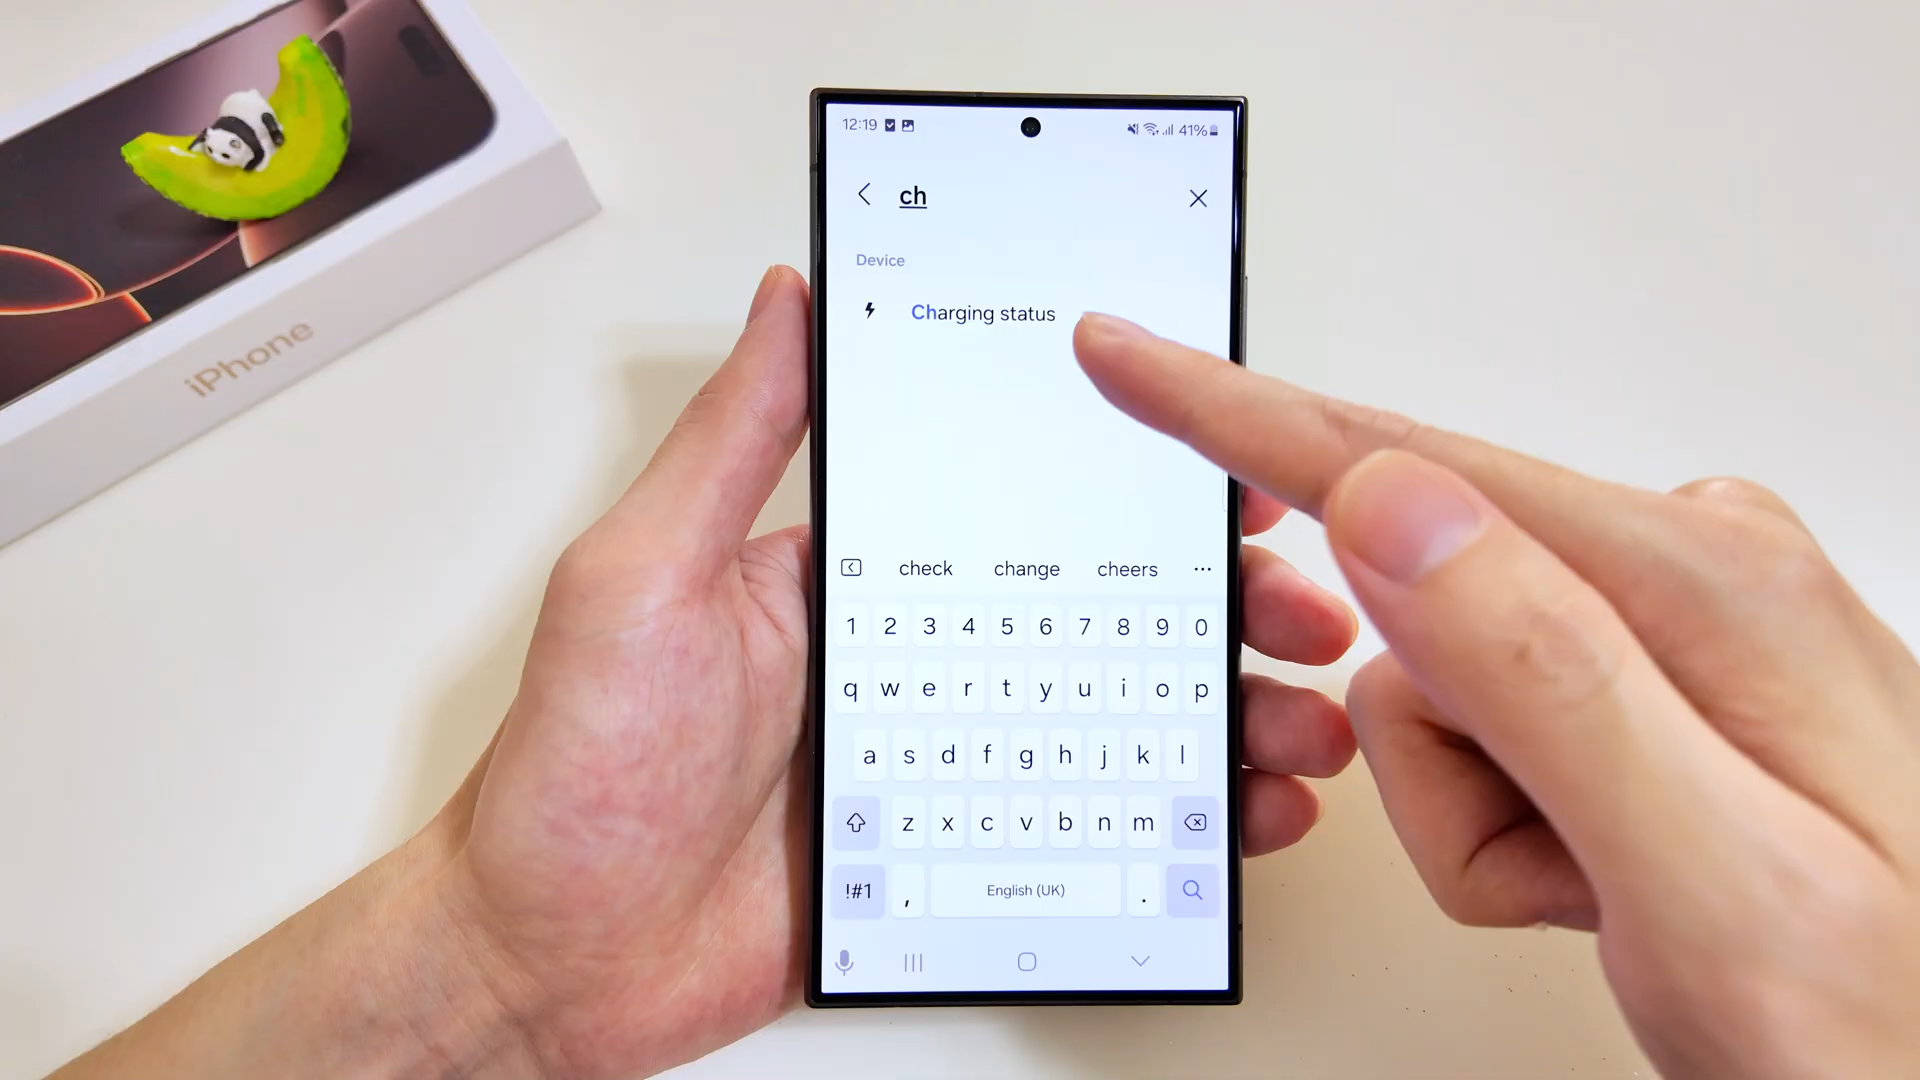 iPhone
12:19
41%
ch
Device
Charging status
check change cheers
1 2 3 4 5 6 7 8 9 0
q w e r t y u i o p
a s d f g h j k l
z x c v b n m
!#1 , English (UK) .